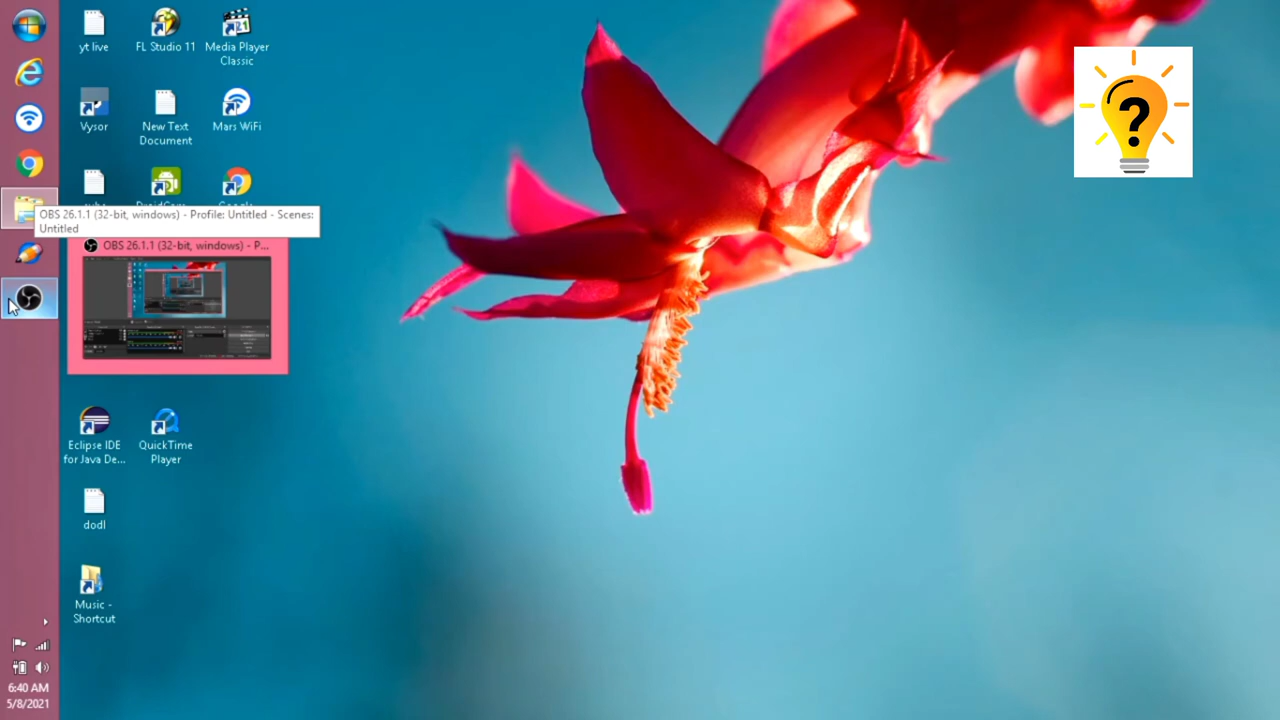 yt live
FL Studio 11
Media Player
Classic
Vysor
New Text
Document
Mars WiFi
OBS 26.1.1 (32-bit, windows) - Profile: Untitled - Scenes:
Untitled
OBS 26.1.1 (32-bit, windows) - P...
Eclipse IDE
for Java De...
QuickTime
Player
dodl
Music -
Shortcut
6:40 AM
5/8/2021
?